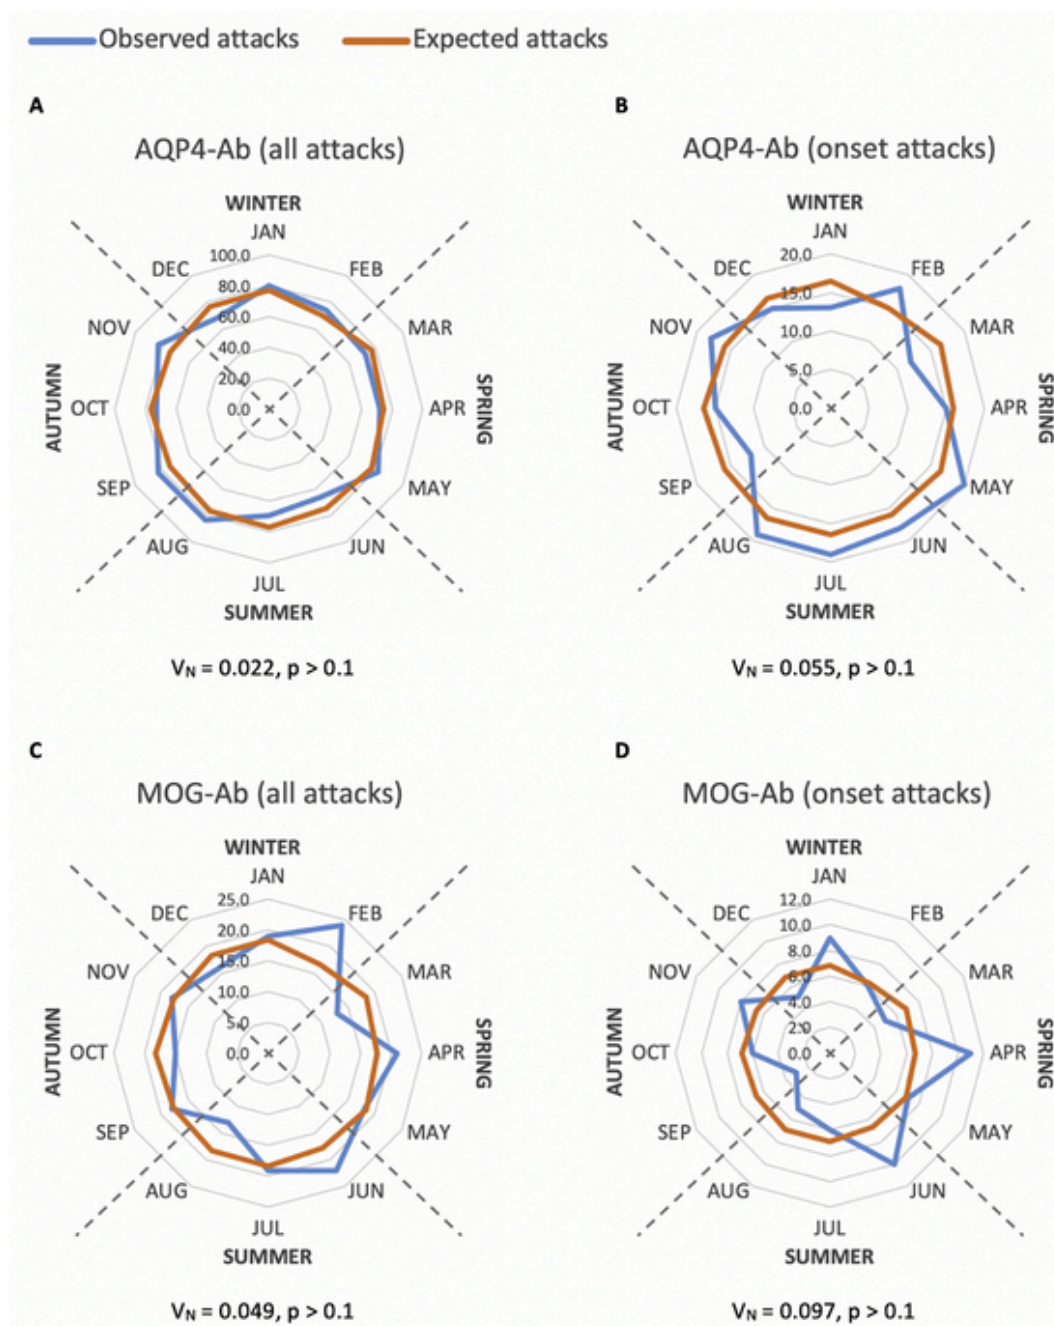 Observed attacks Expected attacks
A
AQP4-Ab (all attacks)
WINTER
JAN
100.0
DEC FEB
80.0
NOV 60.0 MAR
40.0
20.0
AUTUMN OCT 0.0 APR SPRING
SEP MAY
AUG JUN
JUL
SUMMER
VN = 0.022, p > 0.1
B
AQP4-Ab (onset attacks)
WINTER
JAN
20.0
DEC FEB
15.0
NOV 10.0 MAR
5.0
AUTUMN OCT 0.0 APR SPRING
SEP MAY
AUG JUN
JUL
SUMMER
VN = 0.055, p > 0.1
C
MOG-Ab (all attacks)
WINTER
JAN
25.0
DEC FEB
20.0
15.0
NOV MAR
10.0
5.0
AUTUMN OCT 0.0 APR SPRING
SEP MAY
AUG JUN
JUL
SUMMER
VN = 0.049, p > 0.1
D
MOG-Ab (onset attacks)
WINTER
JAN
12.0
DEC FEB
10.0
8.0
NOV 6.0 MAR
4.0
2.0
AUTUMN OCT 0.0 APR SPRING
SEP MAY
AUG JUN
JUL
SUMMER
VN = 0.097, p > 0.1